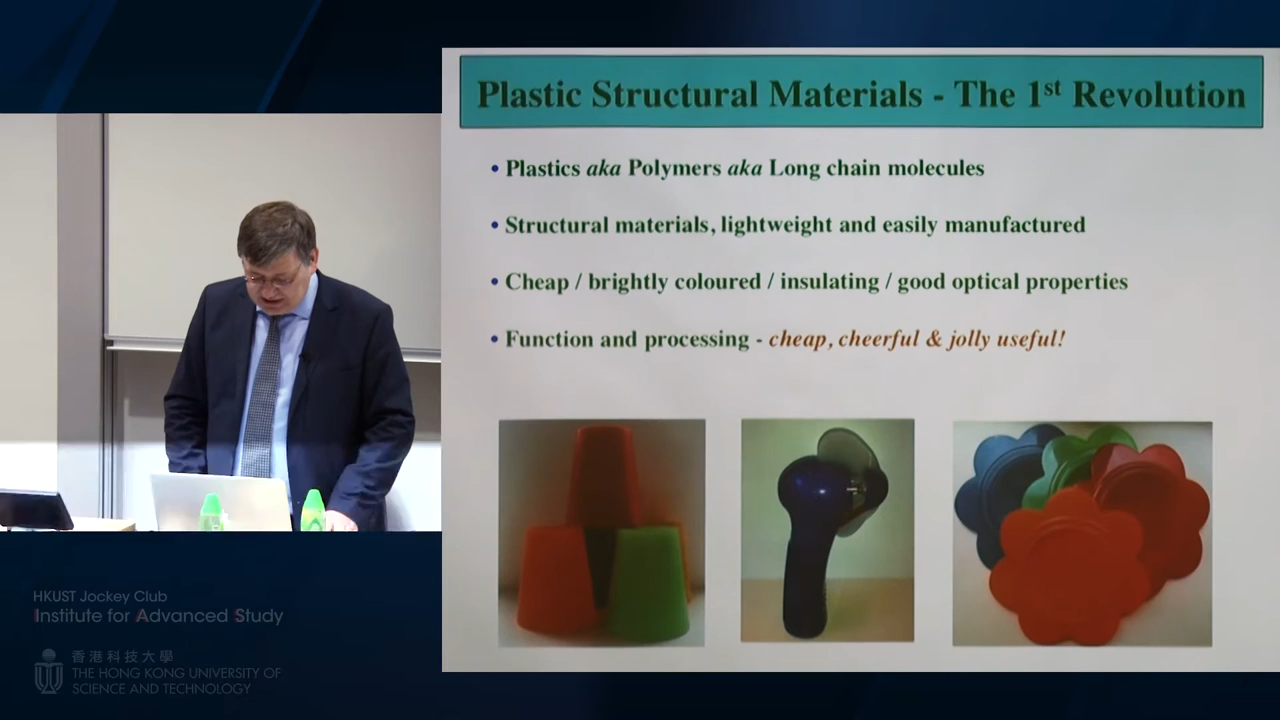 Plastic Structural Materials - The 1st Revolution
• Plastics aka Polymers aka Long chain molecules
• Structural materials, lightweight and easily manufactured
• Cheap / brightly coloured / insulating / good optical properties
• Function and processing - cheap, cheerful & jolly useful!
HKUST Jockey Club
Institute for Advanced Study
香港科技大學
THE HONG KONG UNIVERSITY OF
SCIENCE AND TECHNOLOGY